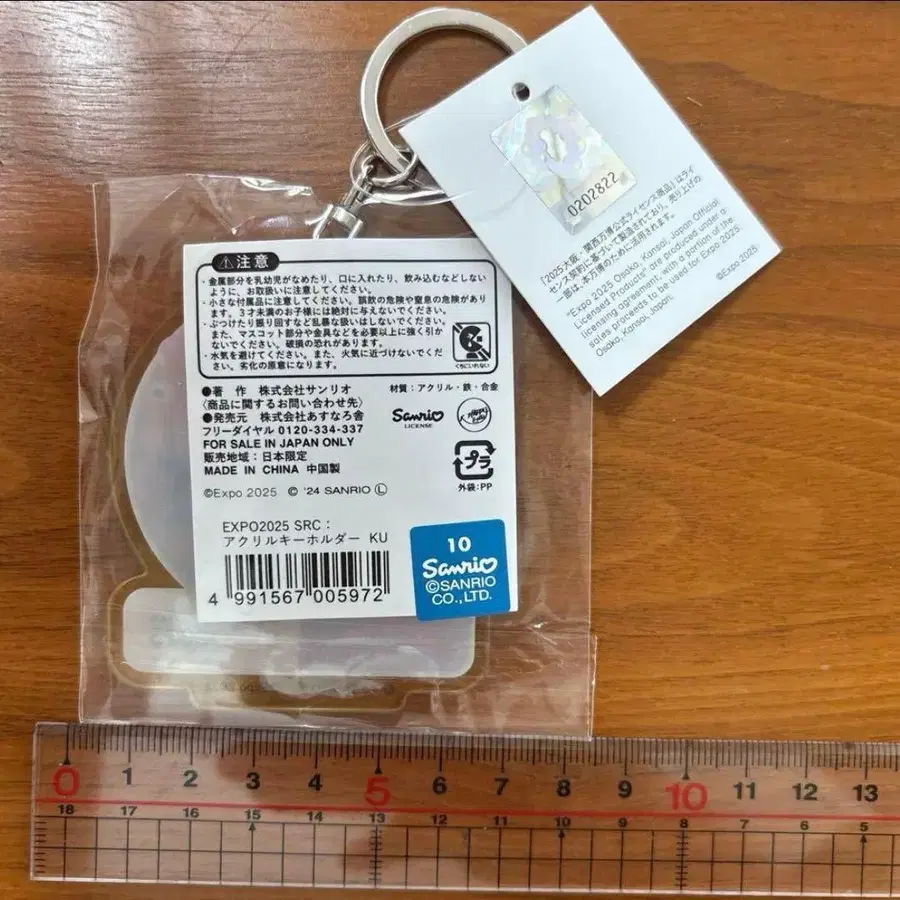 0202822
「2025大阪・関西万博公式ライセンス商品」はライ
センス契約に基づいて製造されており、売り上げの
一部は、本万博のために活用されます。
"Expo 2025 Osaka, Kansai, Japan Official
Licensed Products" are produced under a
licensing agreement, with a portion of the
sales proceeds to be used for Expo 2025
Osaka, Kansai, Japan.
©Expo 2025
⚠注意
・金属部分を乳幼児がなめたり、口に入れたり、飲み込むなどしない
ように、お取扱いに注意してください。
・小さな付属品に注意してください。誤飲の危険や窒息の危険があり
ます。3才未満のお子様には絶対に与えないでください。
・ぶつけたり振り回すなど乱暴な扱いはしないでください。
また、マスコット部分や金具などを必要以上に強く引か
ないでください。破損の恐れがあります。
・水気を避けてください。また、火気に近づけないでくだ
さい。劣化の原意になります。
くちにいれない
●著 作 株式会社サンリオ
〈商品に関するお問い合わせ先〉
●発売元 株式会社あすなろ舎
フリーダイヤル 0120-334-337
FOR SALE IN JAPAN ONLY
販売地域:日本限定
MADE IN CHINA 中国製
©Expo 2025 © '24 SANRIO Ⓛ
材質:アクリル・鉄・合金
Sanrio
LICENSE
プラ
外袋:PP
EXPO2025 SRC:
アクリルキーホルダー KU
4 991567 005972
10
Sanrio
©SANRIO
CO.,LTD.
0 1 2 3 4 5 6 7 8 9 10 11 12 13
18 17 16 15 14 13 12 11 10 9 8 7 6 5